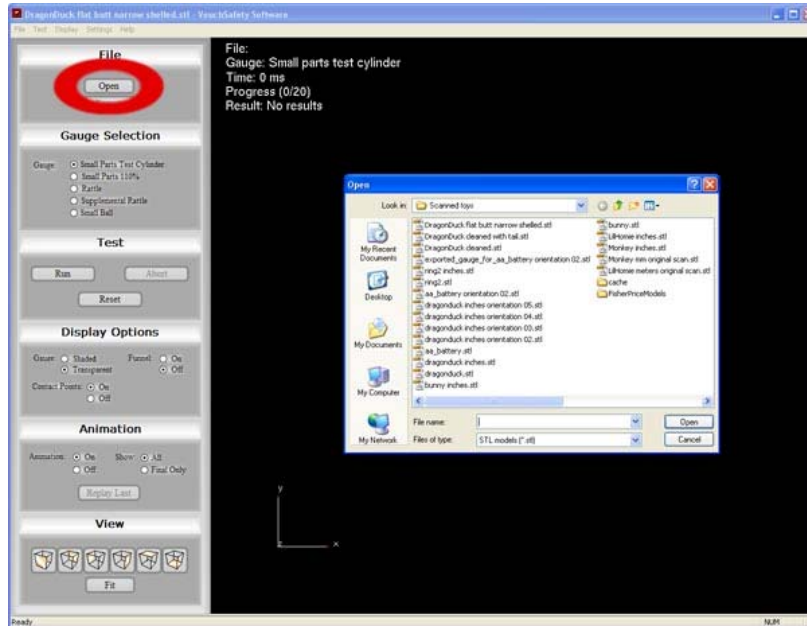 DragonDuck flat butt narrow shelled.stl - VouchSafety Software
File Test Display Settings Help
File
Open
Gauge Selection
Gauge: Small Parts Test Cylinder
Small Parts 110%
Rattle
Supplemental Rattle
Small Ball
Test
Run Abort
Reset
Display Options
Gauge: Shaded Funnel: On
Transparent Off
Contact Points: On
Off
Animation
Animation: On Show: All
Off Final Only
Replay Last
View
Fit
Ready
File:
Gauge: Small parts test cylinder
Time: 0 ms
Progress (0/20)
Result: No results
Open
Look in: Scanned toys
My Recent Documents
Desktop
My Documents
My Computer
My Network
DragonDuck flat butt narrow shelled.stl
DragonDuck cleaned with tail.stl
DragonDuck cleaned.stl
exported_gauge_for_aa_battery orientation 02.stl
ring2 inches.stl
ring2.stl
aa_battery orientation 02.stl
dragonduck inches orientation 05.stl
dragonduck inches orientation 04.stl
dragonduck inches orientation 03.stl
dragonduck inches orientation 02.stl
aa_battery.stl
dragonduck inches.stl
dragonduck.stl
bunny inches.stl
bunny.stl
LilHomie inches.stl
Monkey inches.stl
Monkey mm original scan.stl
LilHomie meters original scan.stl
cache
FisherPriceModels
File name: Open
Files of type: STL models (*.stl) Cancel
y
z x
NUM